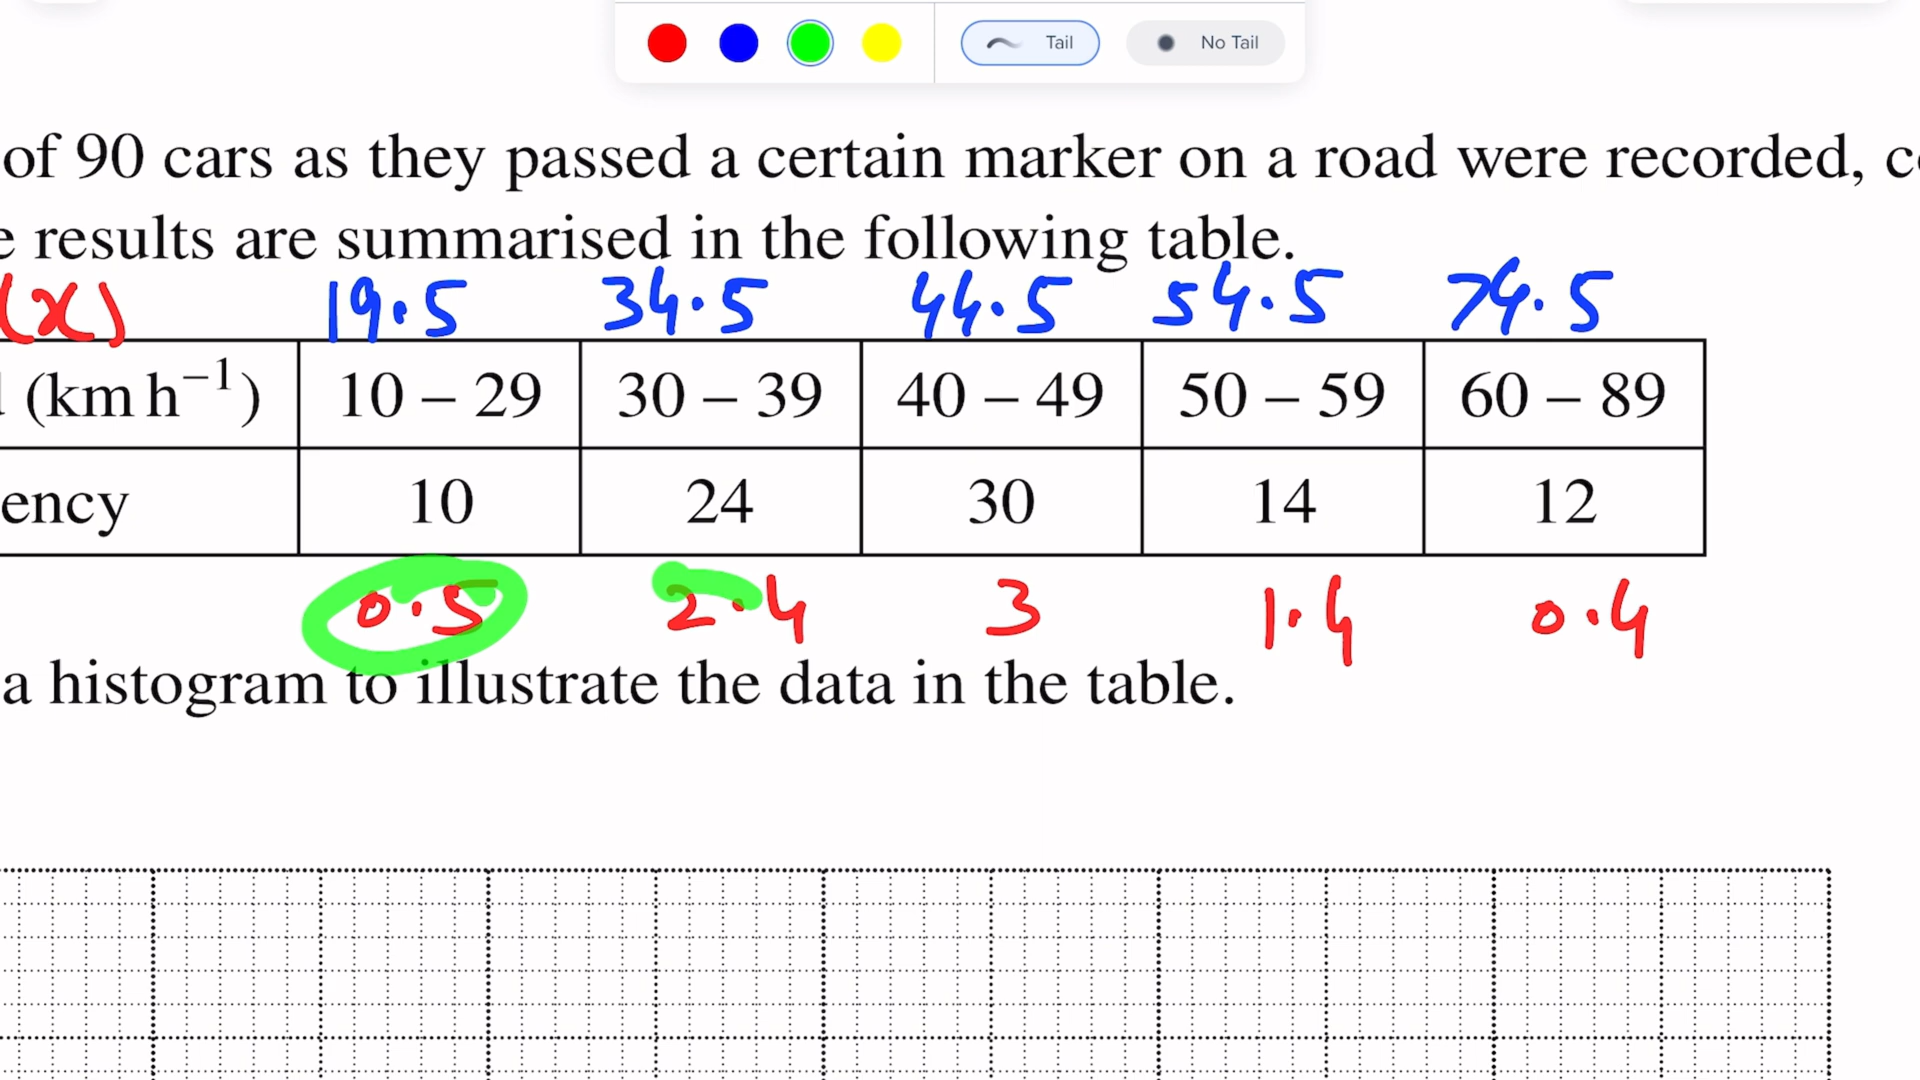 Tail No Tail
of 90 cars as they passed a certain marker on a road were recorded,
results are summarised in the following table.
(x) 19.5 34.5 44.5 54.5 74.5
(km h⁻¹) 10 – 29 30 – 39 40 – 49 50 – 59 60 – 89
ency 10 24 30 14 12
0.5 2.4 3 1.4 0.4
a histogram to illustrate the data in the table.